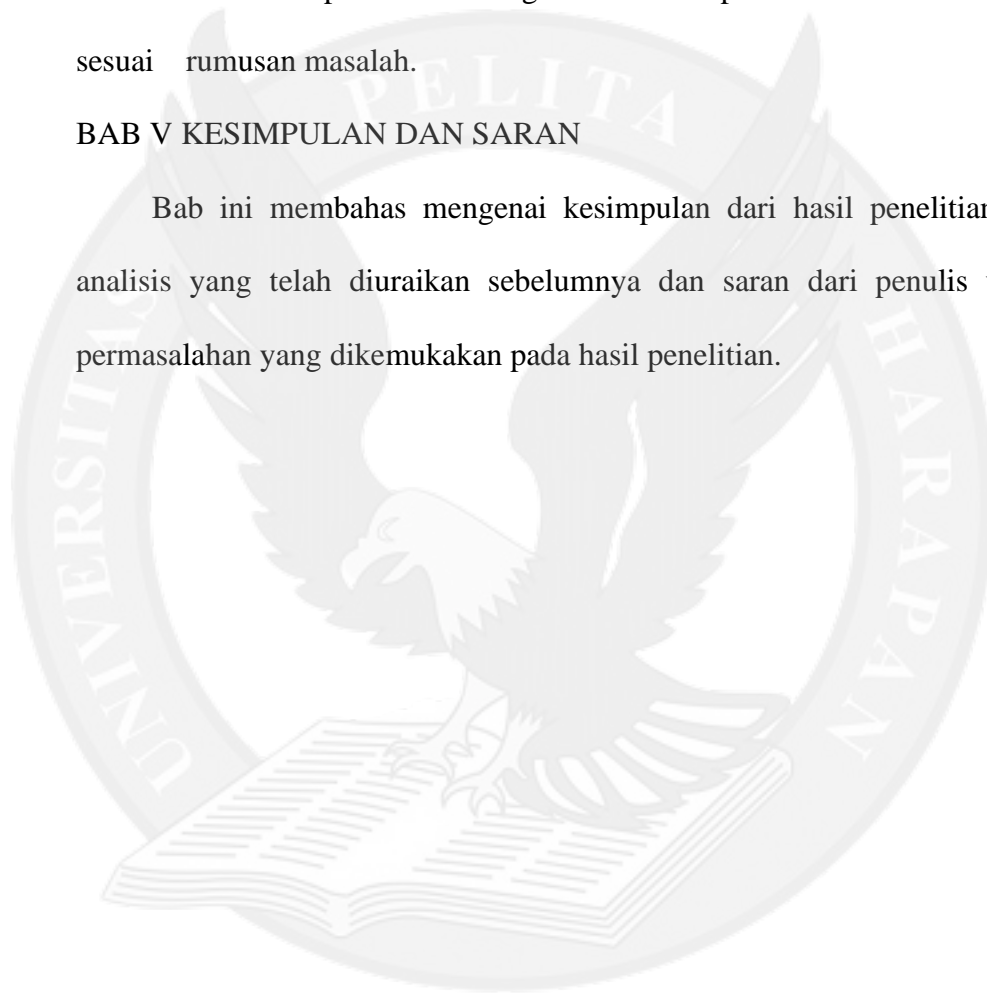 sesuai rumusan masalah.
BAB V KESIMPULAN DAN SARAN
Bab ini membahas mengenai kesimpulan dari hasil penelitian
analisis yang telah diuraikan sebelumnya dan saran dari penulis
permasalahan yang dikemukakan pada hasil penelitian.
UNIVERSITAS PELITA HARAPAN